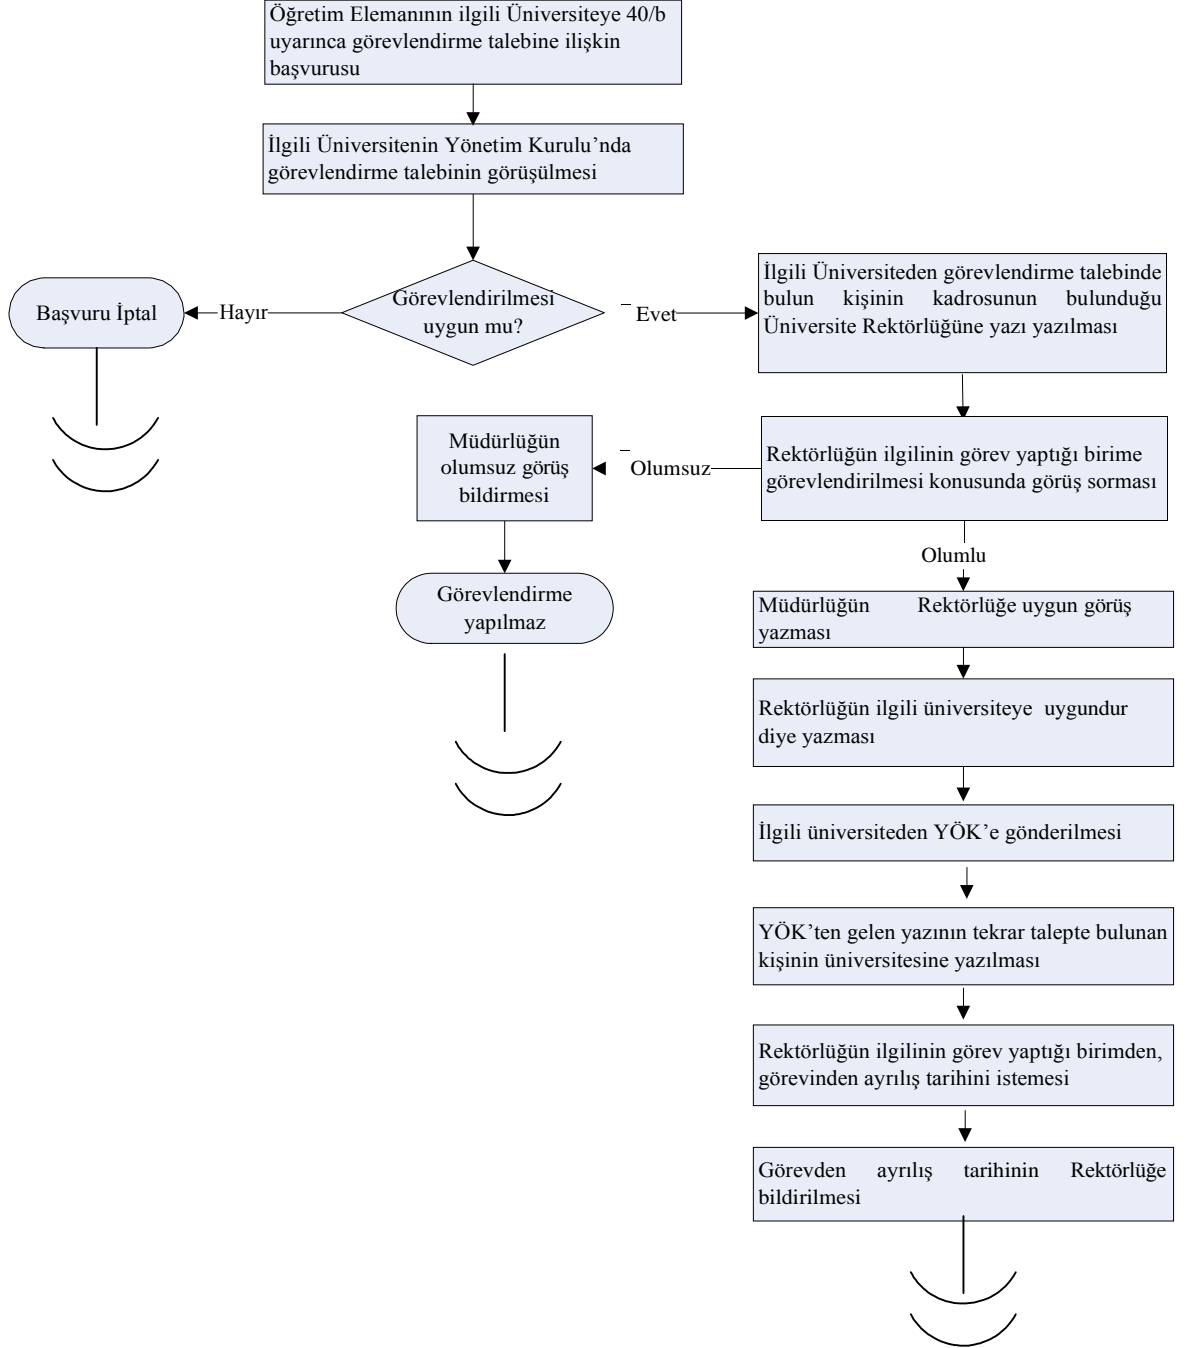 Öğretim Elemanının ilgili Üniversiteye 40/b
uyarınca görevlendirme talebine ilişkin
başvurusu
İlgili Üniversitenin Yönetim Kurulu’nda
görevlendirme talebinin görüşülmesi
Görevlendirilmesi
uygun mu?
Hayır
Başvuru İptal
Evet
İlgili Üniversiteden görevlendirme talebinde
bulun kişinin kadrosunun bulunduğu
Üniversite Rektörlüğüne yazı yazılması
Rektörlüğün ilgilinin görev yaptığı birime
görevlendirilmesi konusunda görüş sorması
Olumsuz
Müdürlüğün
olumsuz görüş
bildirmesi
Görevlendirme
yapılmaz
Olumlu
Müdürlüğün Rektörlüğe uygun görüş
yazması
Rektörlüğün ilgili üniversiteye uygundur
diye yazması
İlgili üniversiteden YÖK’e gönderilmesi
YÖK’ten gelen yazının tekrar talepte bulunan
kişinin üniversitesine yazılması
Rektörlüğün ilgilinin görev yaptığı birimden,
görevinden ayrılış tarihini istemesi
Görevden ayrılış tarihinin Rektörlüğe
bildirilmesi